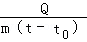 Q
m ( t − t₀ )